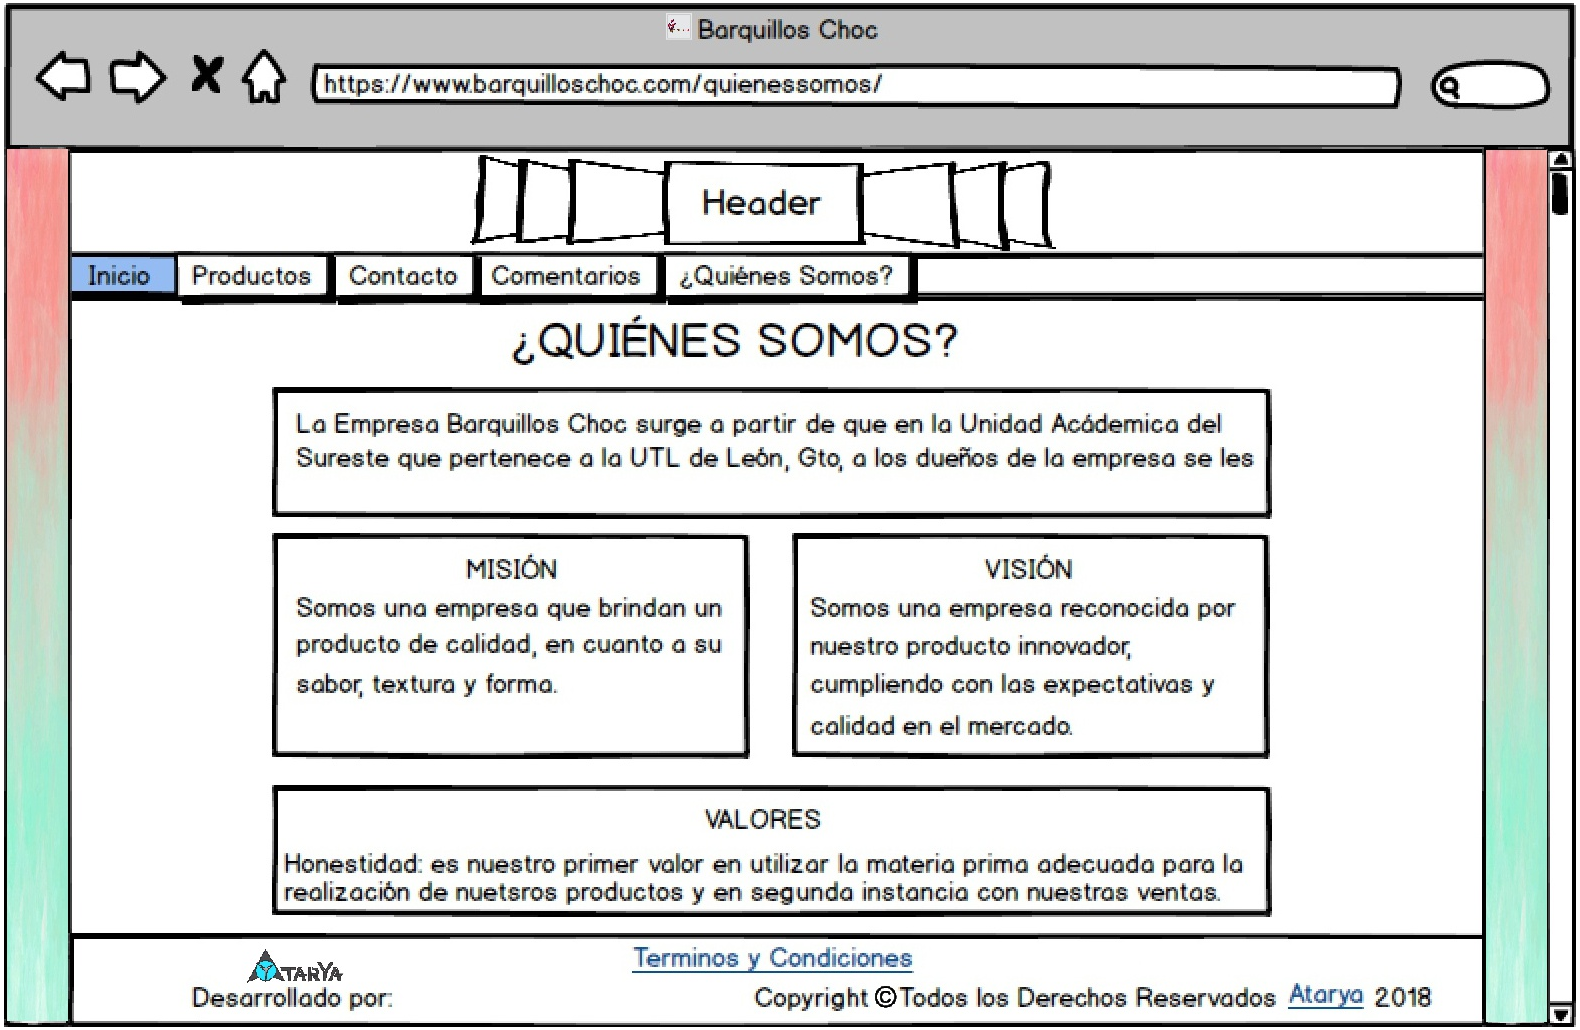 Barquillos Choc
https://www.barquilloschoc.com/quienessomos/
Header
Inicio Productos Contacto Comentarios ¿Quiénes Somos?
¿QUIÉNES SOMOS?
La Empresa Barquillos Choc surge a partir de que en la Unidad Acádemica del
Sureste que pertenece a la UTL de León, Gto, a los dueños de la empresa se les
MISIÓN
Somos una empresa que brindan un
producto de calidad, en cuanto a su
sabor, textura y forma.
VISIÓN
Somos una empresa reconocida por
nuestro producto innovador,
cumpliendo con las expectativas y
calidad en el mercado.
VALORES
Honestidad: es nuestro primer valor en utilizar la materia prima adecuada para la
realización de nuetsros productos y en segunda instancia con nuestras ventas.
Terminos y Condiciones
ATARYA
Desarrollado por:
Copyright ©Todos los Derechos Reservados Atarya 2018